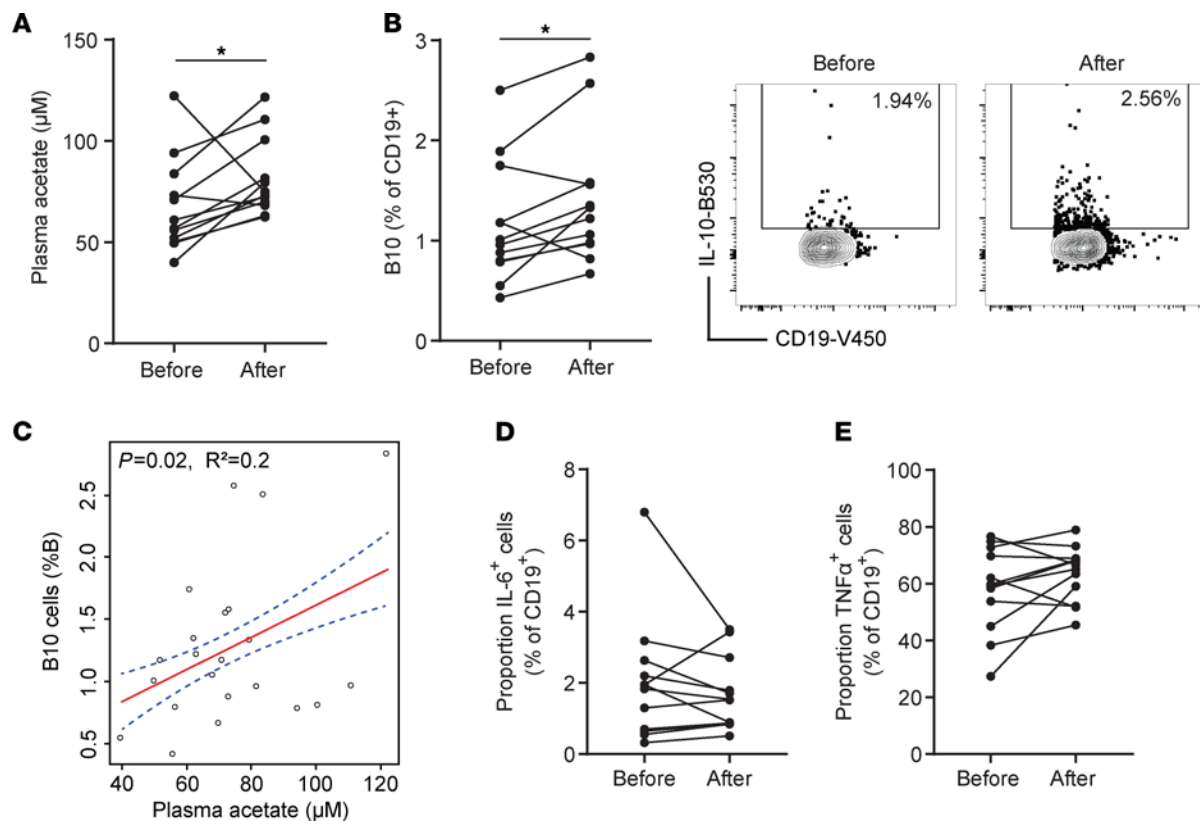 A
Plasma acetate (µM)
150
100
50
0
*
Before
After
B
B10 (% of CD19+)
3
2
1
0
*
Before
After
Before
1.94%
After
2.56%
IL-10-B530
CD19-V450
C
P=0.02, R²=0.2
B10 cells (%B)
2.5
2.0
1.5
1.0
0.5
40
60
80
100
120
Plasma acetate (µM)
D
Proportion IL-6⁺ cells
(% of CD19⁺)
8
6
4
2
0
Before
After
E
Proportion TNFα⁺ cells
(% of CD19⁺)
100
80
60
40
20
0
Before
After